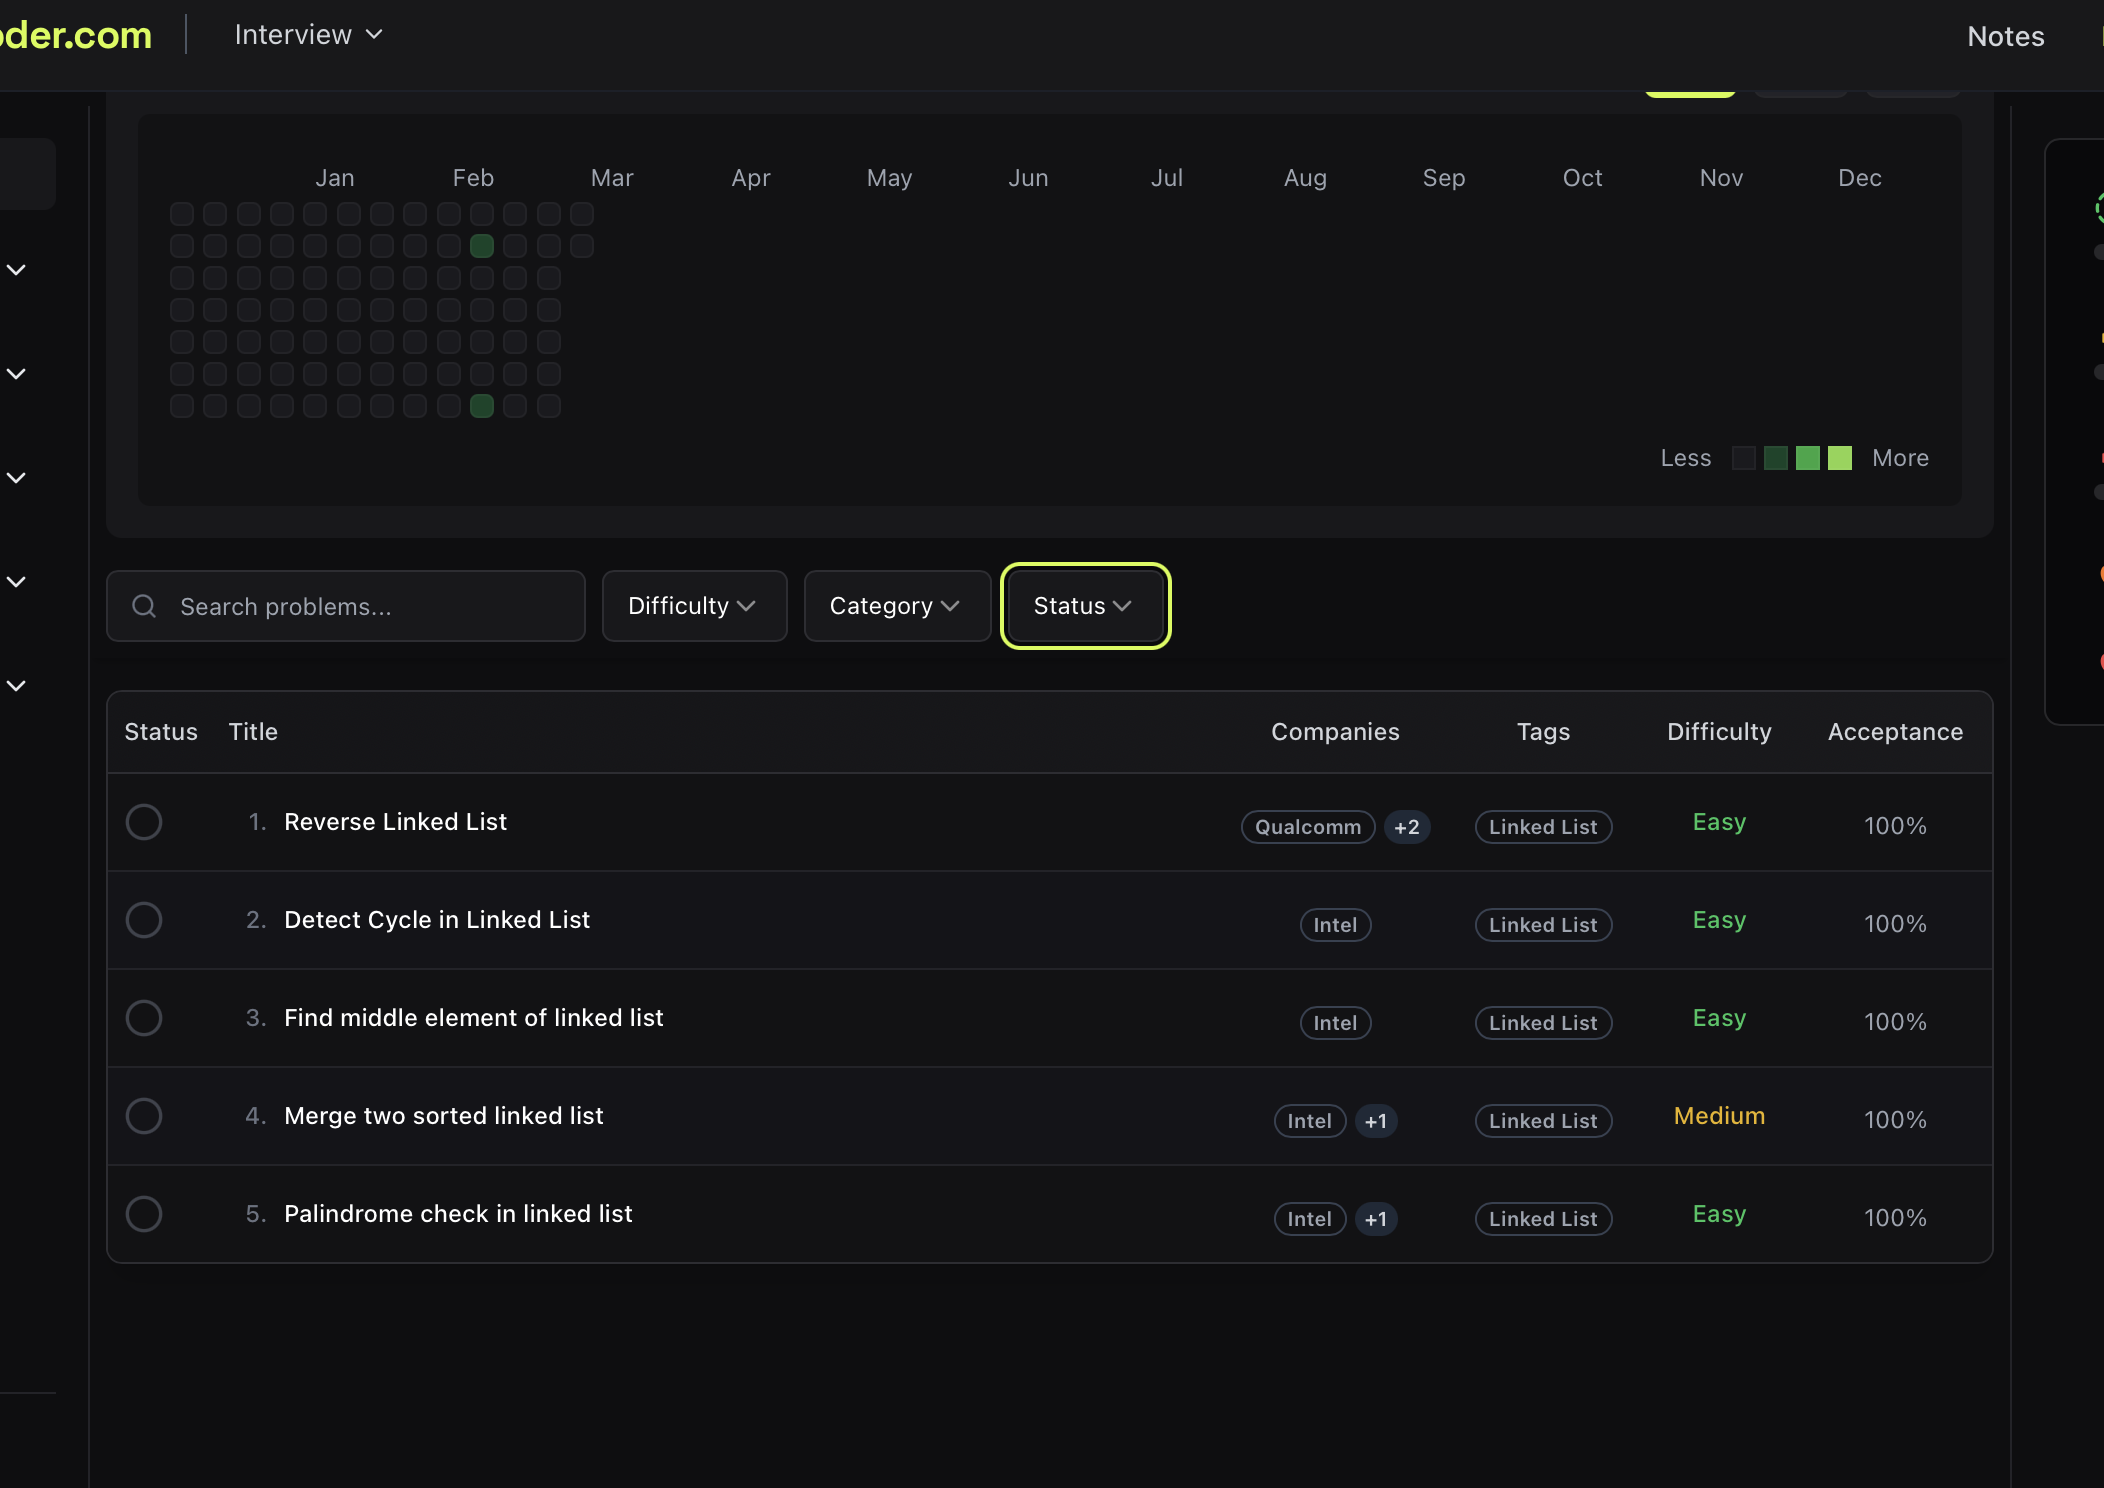 der.com
Interview
Notes
Jan Feb Mar Apr May Jun Jul Aug Sep Oct Nov Dec
Less More
Search problems...
Difficulty
Category
Status
Status Title Companies Tags Difficulty Acceptance
1. Reverse Linked List Qualcomm +2 Linked List Easy 100%
2. Detect Cycle in Linked List Intel Linked List Easy 100%
3. Find middle element of linked list Intel Linked List Easy 100%
4. Merge two sorted linked list Intel +1 Linked List Medium 100%
5. Palindrome check in linked list Intel +1 Linked List Easy 100%